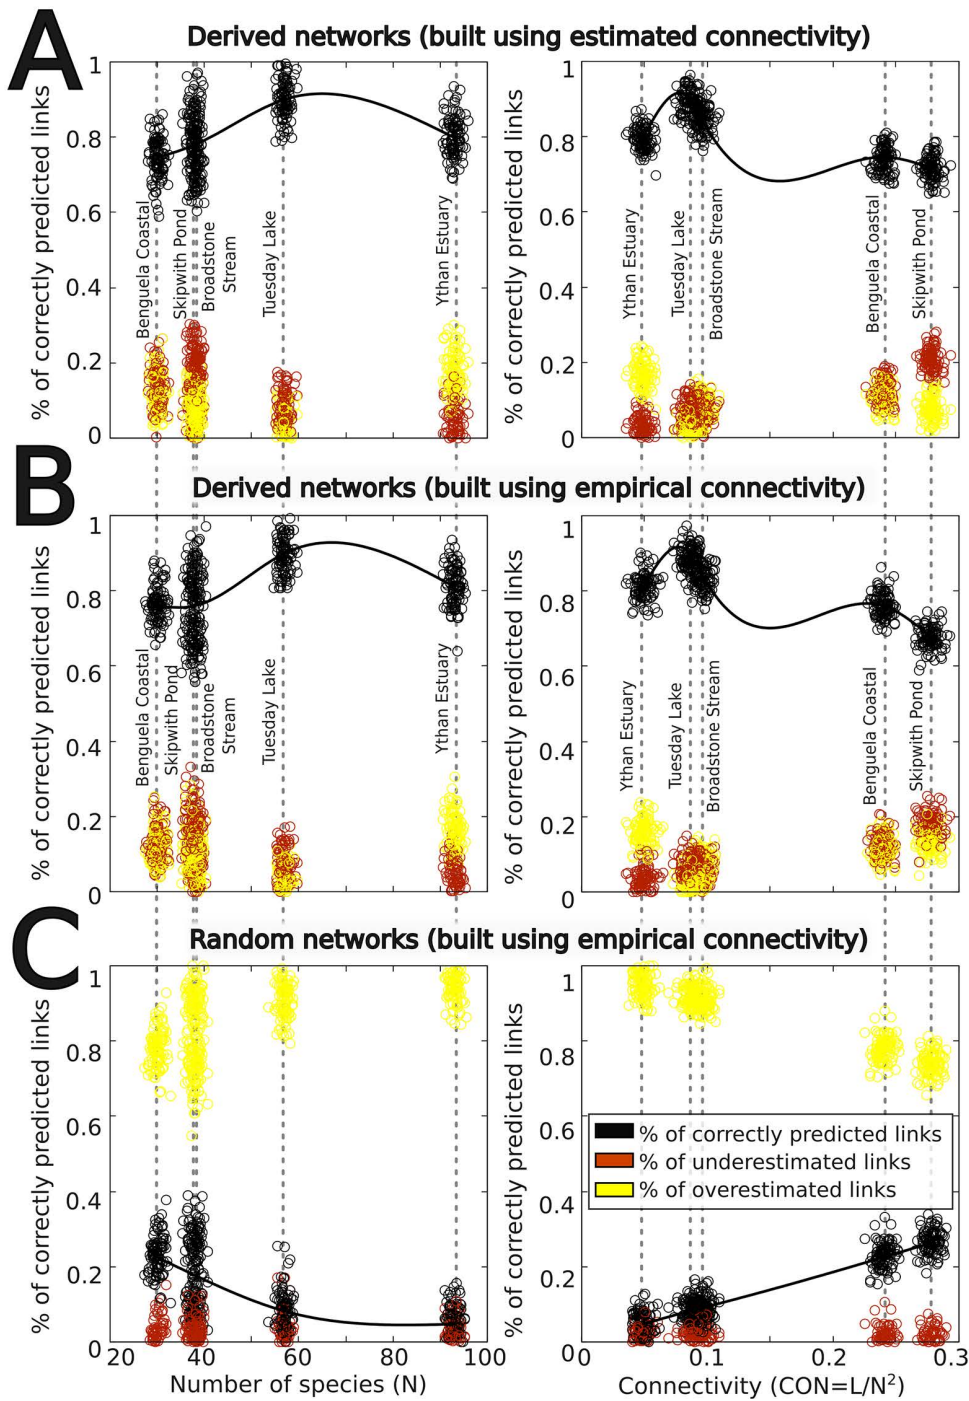 A
Derived networks (built using estimated connectivity)
% of correctly predicted links
1
0.8
0.6
0.4
0.2
0
Benguela Coastal
Skipwith Pond
Broadstone
Stream
Tuesday Lake
Ythan Estuary
% of correctly predicted links
1
0.8
0.6
0.4
0.2
0
Ythan Estuary
Tuesday Lake
Broadstone Stream
Benguela Coastal
Skipwith Pond
B
Derived networks (built using empirical connectivity)
% of correctly predicted links
1
0.8
0.6
0.4
0.2
0
Benguela Coastal
Skipwith Pond
Broadstone
Stream
Tuesday Lake
Ythan Estuary
% of correctly predicted links
1
0.8
0.6
0.4
0.2
0
Ythan Estuary
Tuesday Lake
Broadstone Stream
Benguela Coastal
Skipwith Pond
C
Random networks (built using empirical connectivity)
% of correctly predicted links
1
0.8
0.6
0.4
0.2
0
20 40 60 80 100
Number of species (N)
% of correctly predicted links
1
0.8
0.6
0.4
0.2
0
% of correctly predicted links
% of underestimated links
% of overestimated links
0 0.1 0.2 0.3
Connectivity (CON=L/N²)